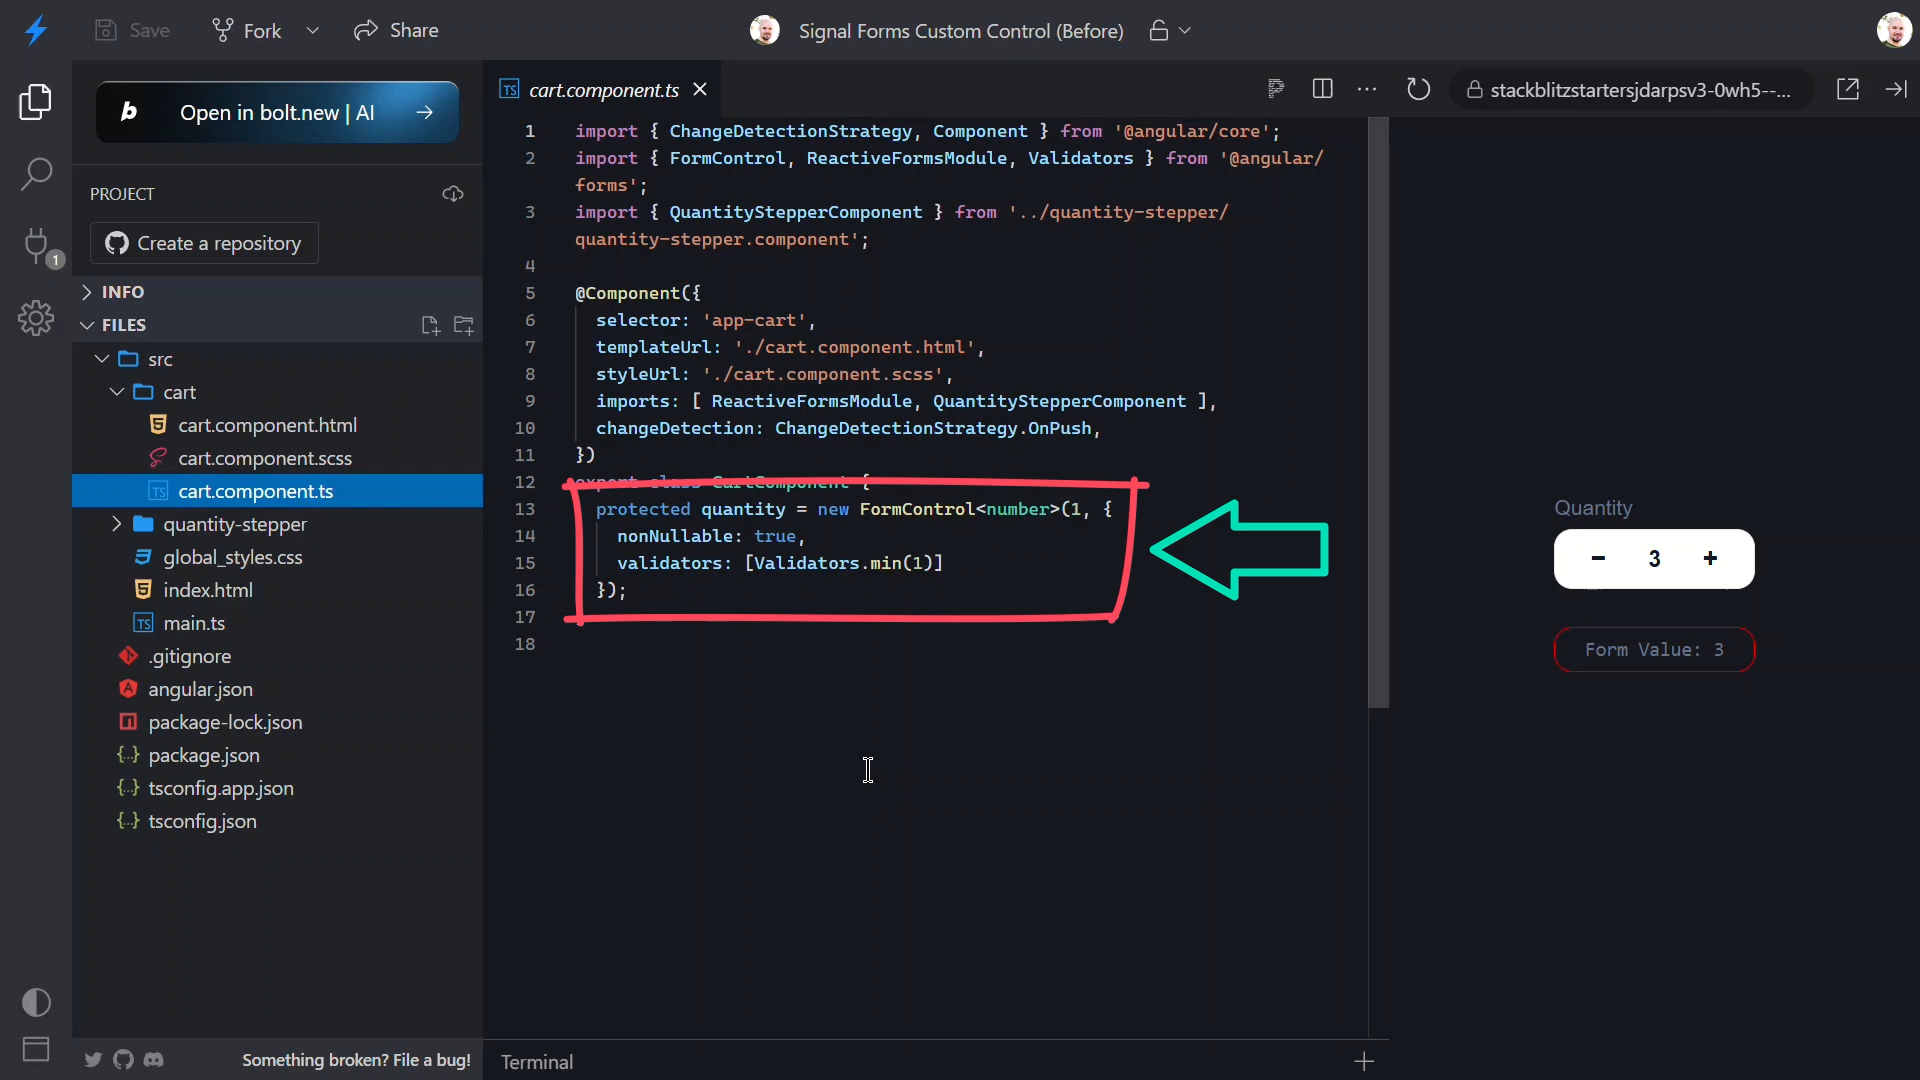 Save
Fork
Share
Signal Forms Custom Control (Before)
b Open in bolt.new | AI
PROJECT
Create a repository
1
INFO
FILES
src
cart
cart.component.html
cart.component.scss
TS cart.component.ts
quantity-stepper
global_styles.css
index.html
TS main.ts
.gitignore
angular.json
package-lock.json
package.json
tsconfig.app.json
tsconfig.json
Something broken? File a bug!
TS cart.component.ts
1 import { ChangeDetectionStrategy, Component } from '@angular/core';
2 import { FormControl, ReactiveFormsModule, Validators } from '@angular/
forms';
3 import { QuantityStepperComponent } from '../quantity-stepper/
quantity-stepper.component';
4
5 @Component({
6 selector: 'app-cart',
7 templateUrl: './cart.component.html',
8 styleUrl: './cart.component.scss',
9 imports: [ ReactiveFormsModule, QuantityStepperComponent ],
10 changeDetection: ChangeDetectionStrategy.OnPush,
11 })
12 export class CartComponent {
13 protected quantity = new FormControl<number>(1, {
14 nonNullable: true,
15 validators: [Validators.min(1)]
16 });
17
18
Terminal
stackblitzstartersjdarpsv3-0wh5--...
Quantity
− 3 +
Form Value: 3